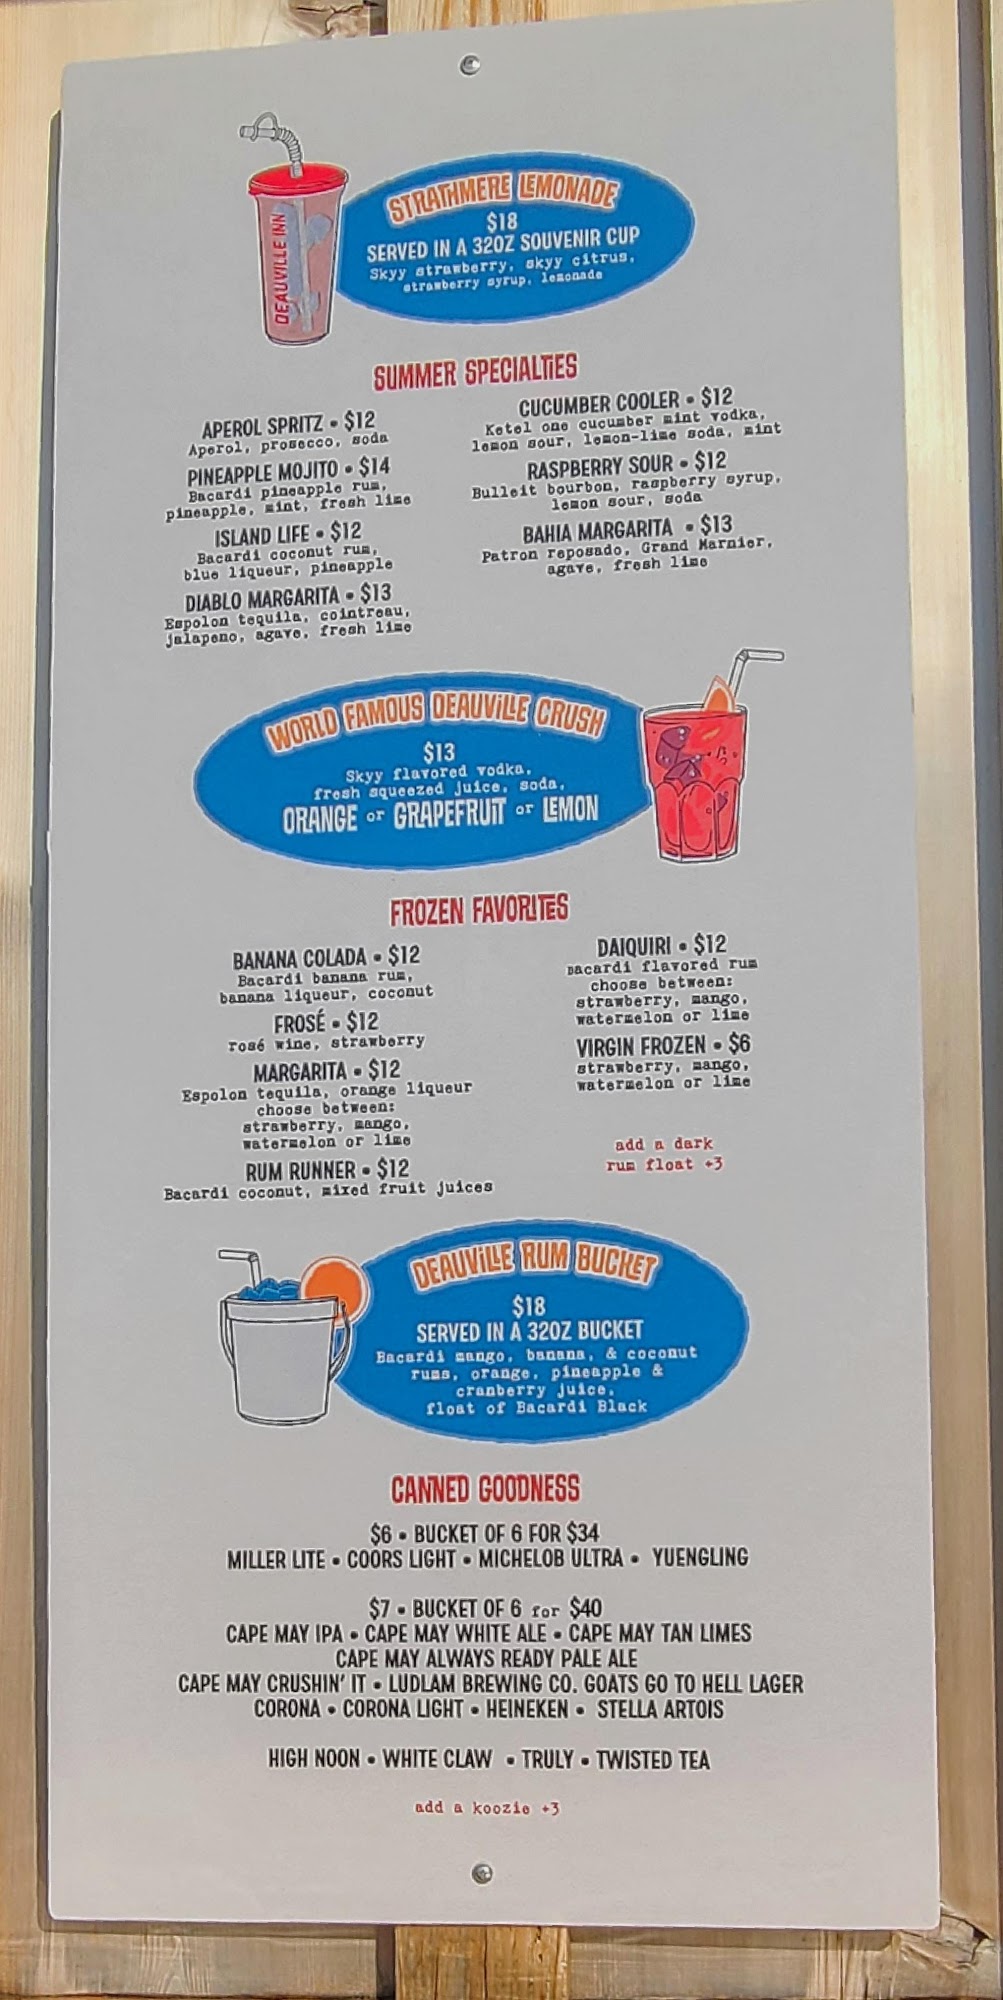 DEAUVILLE INN
STRATHMERE LEMONADE
$18
SERVED IN A 32OZ SOUVENIR CUP
Skyy strawberry, skyy citrus,
strawberry syrup, lemonade
SUMMER SPECIALTIES
APEROL SPRITZ • $12
Aperol, prosecco, soda
PINEAPPLE MOJITO • $14
Bacardi pineapple rum,
pineapple, mint, fresh lime
ISLAND LIFE • $12
Bacardi coconut rum,
blue liqueur, pineapple
DIABLO MARGARITA • $13
Espolon tequila, cointreau,
jalapeno, agave, fresh lime
CUCUMBER COOLER • $12
Ketel one cucumber mint vodka,
lemon sour, lemon-lime soda, mint
RASPBERRY SOUR • $12
Bulleit bourbon, raspberry syrup,
lemon sour, soda
BAHIA MARGARITA • $13
Patron reposado, Grand Marnier,
agave, fresh lime
WORLD FAMOUS DEAUVILLE CRUSH
$13
Skyy flavored vodka,
fresh squeezed juice, soda,
ORANGE or GRAPEFRUIT or LEMON
FROZEN FAVORITES
BANANA COLADA • $12
Bacardi banana rum,
banana liqueur, coconut
FROSÉ • $12
rosé wine, strawberry
MARGARITA • $12
Espolon tequila, orange liqueur
choose between:
strawberry, mango,
watermelon or lime
RUM RUNNER • $12
Bacardi coconut, mixed fruit juices
DAIQUIRI • $12
Bacardi flavored rum
choose between:
strawberry, mango,
watermelon or lime
VIRGIN FROZEN • $6
strawberry, mango,
watermelon or lime
add a dark
rum float +3
DEAUVILLE RUM BUCKET
$18
SERVED IN A 32OZ BUCKET
Bacardi mango, banana, & coconut
rums, orange, pineapple &
cranberry juice,
float of Bacardi Black
CANNED GOODNESS
$6 • BUCKET OF 6 FOR $34
MILLER LITE • COORS LIGHT • MICHELOB ULTRA • YUENGLING
$7 • BUCKET OF 6 for $40
CAPE MAY IPA • CAPE MAY WHITE ALE • CAPE MAY TAN LIMES
CAPE MAY ALWAYS READY PALE ALE
CAPE MAY CRUSHIN' IT • LUDLAM BREWING CO. GOATS GO TO HELL LAGER
CORONA • CORONA LIGHT • HEINEKEN • STELLA ARTOIS
HIGH NOON • WHITE CLAW • TRULY • TWISTED TEA
add a koozie +3